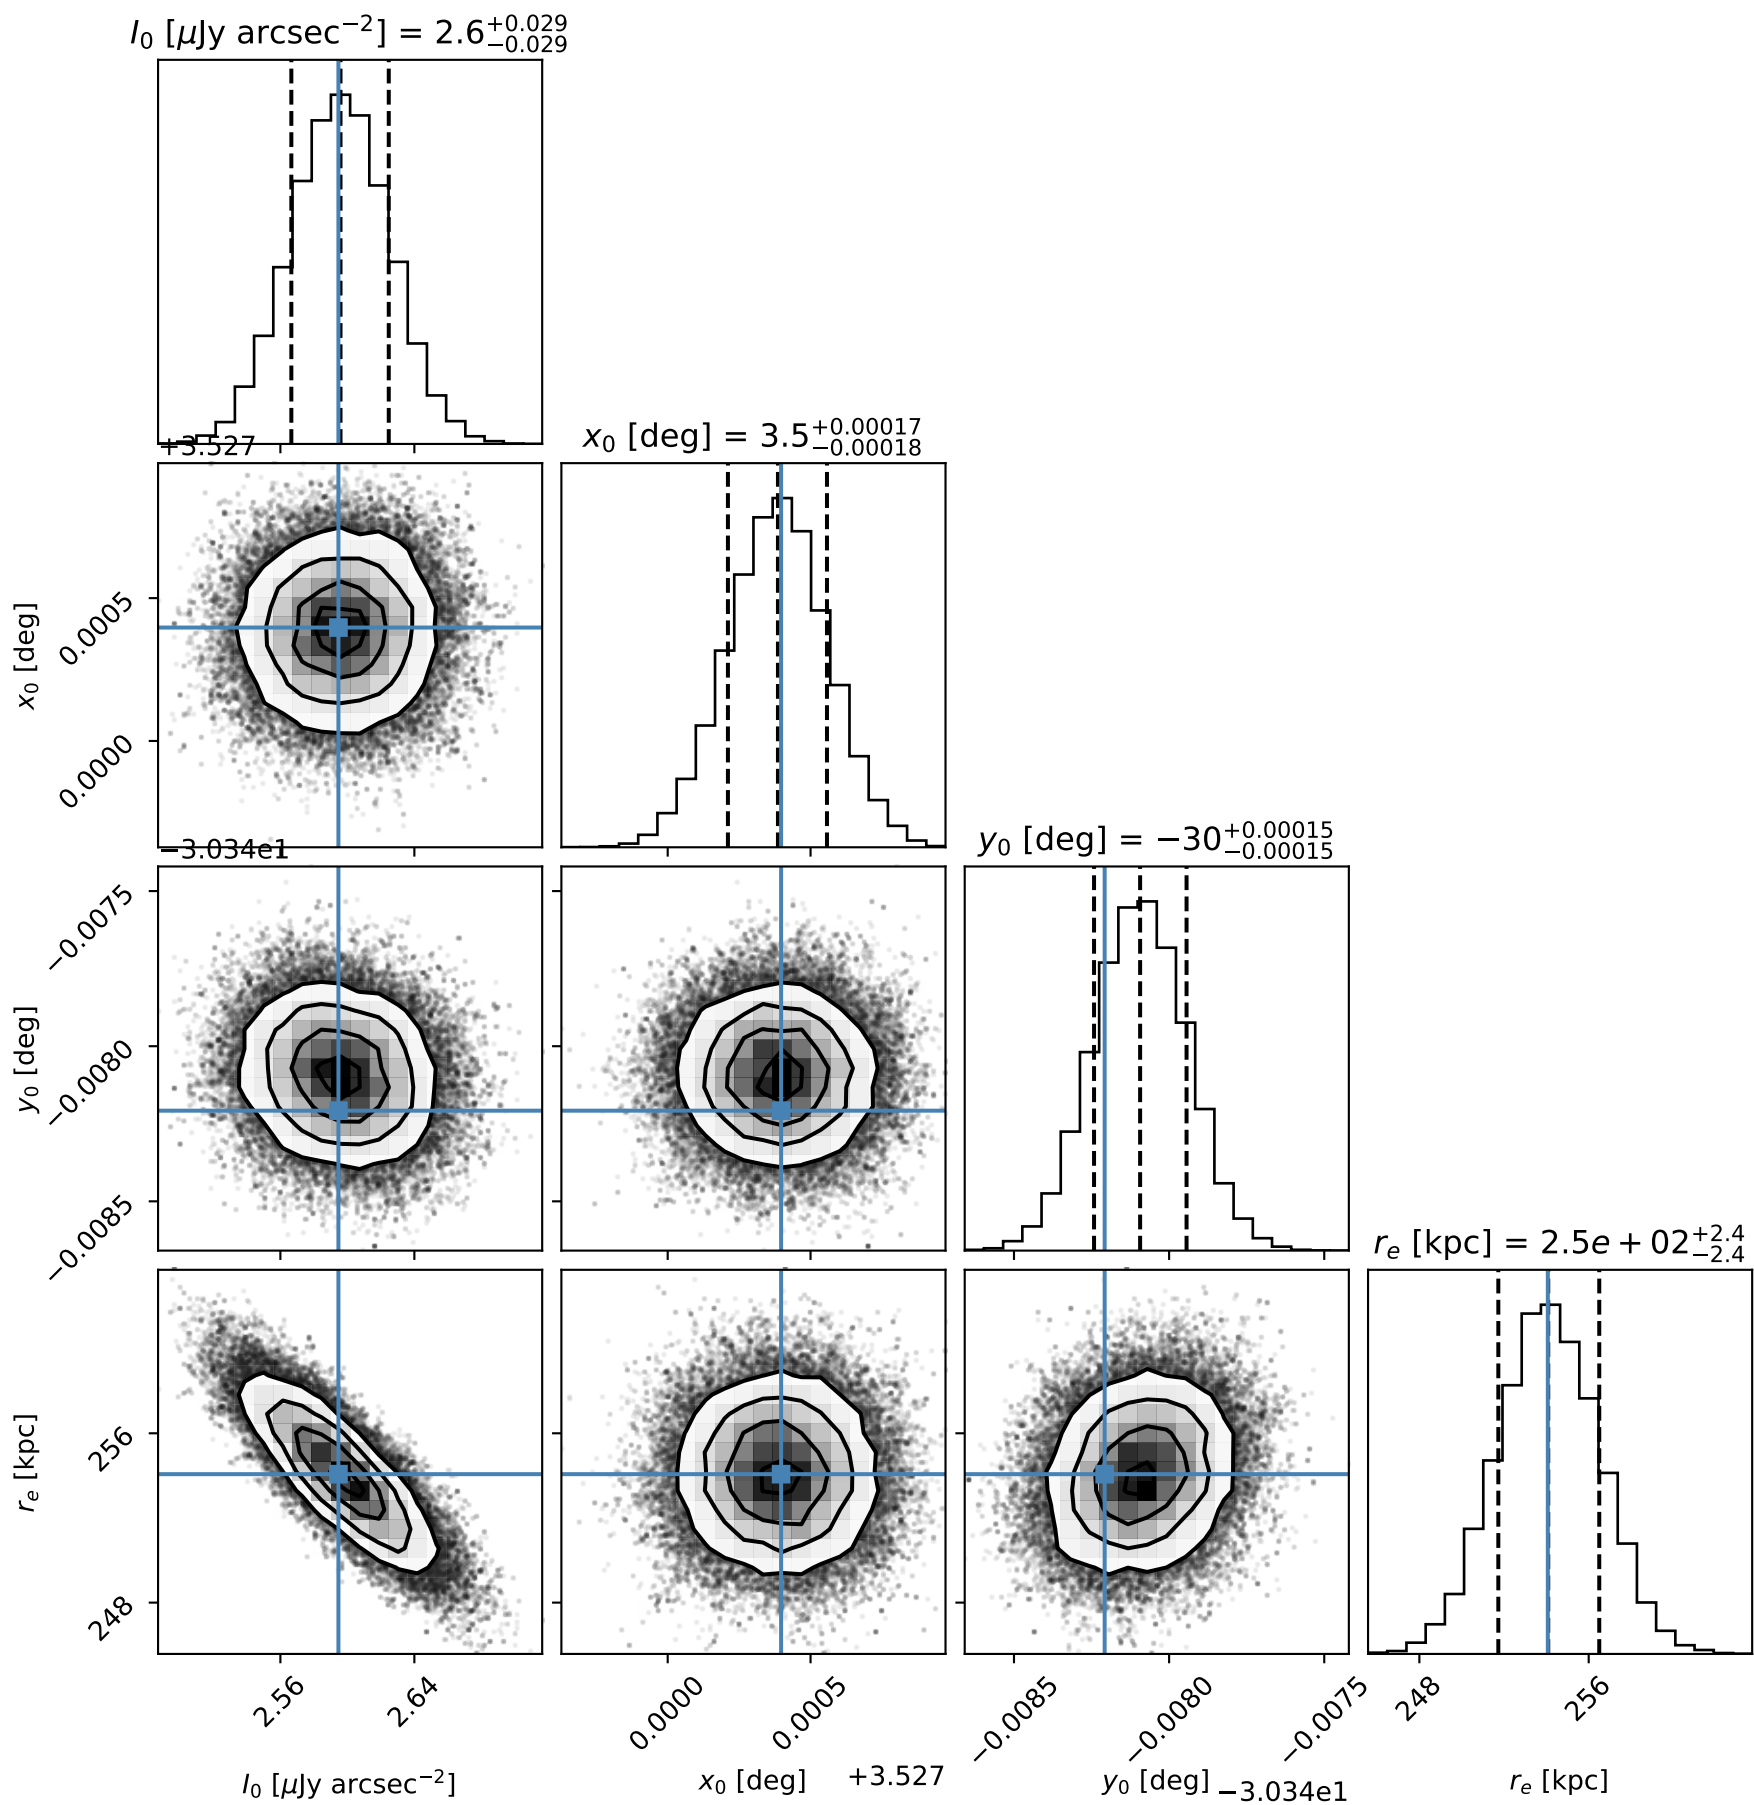 I₀ [μJy arcsec⁻²] = 2.6 +0.029 −0.029
+3.527
x₀ [deg] = 3.5 +0.00017 −0.00018
x₀ [deg]
0.0005
0.0000
−3.034e1
y₀ [deg] = −30 +0.00015 −0.00015
y₀ [deg]
−0.0075
−0.0080
−0.0085
rₑ [kpc] = 2.5e + 02 +2.4 −2.4
rₑ [kpc]
256
248
2.56 2.64 0.0000 0.0005 −0.0085 −0.0080 −0.0075 248 256
I₀ [μJy arcsec⁻²] x₀ [deg] +3.527 y₀ [deg] −3.034e1 rₑ [kpc]